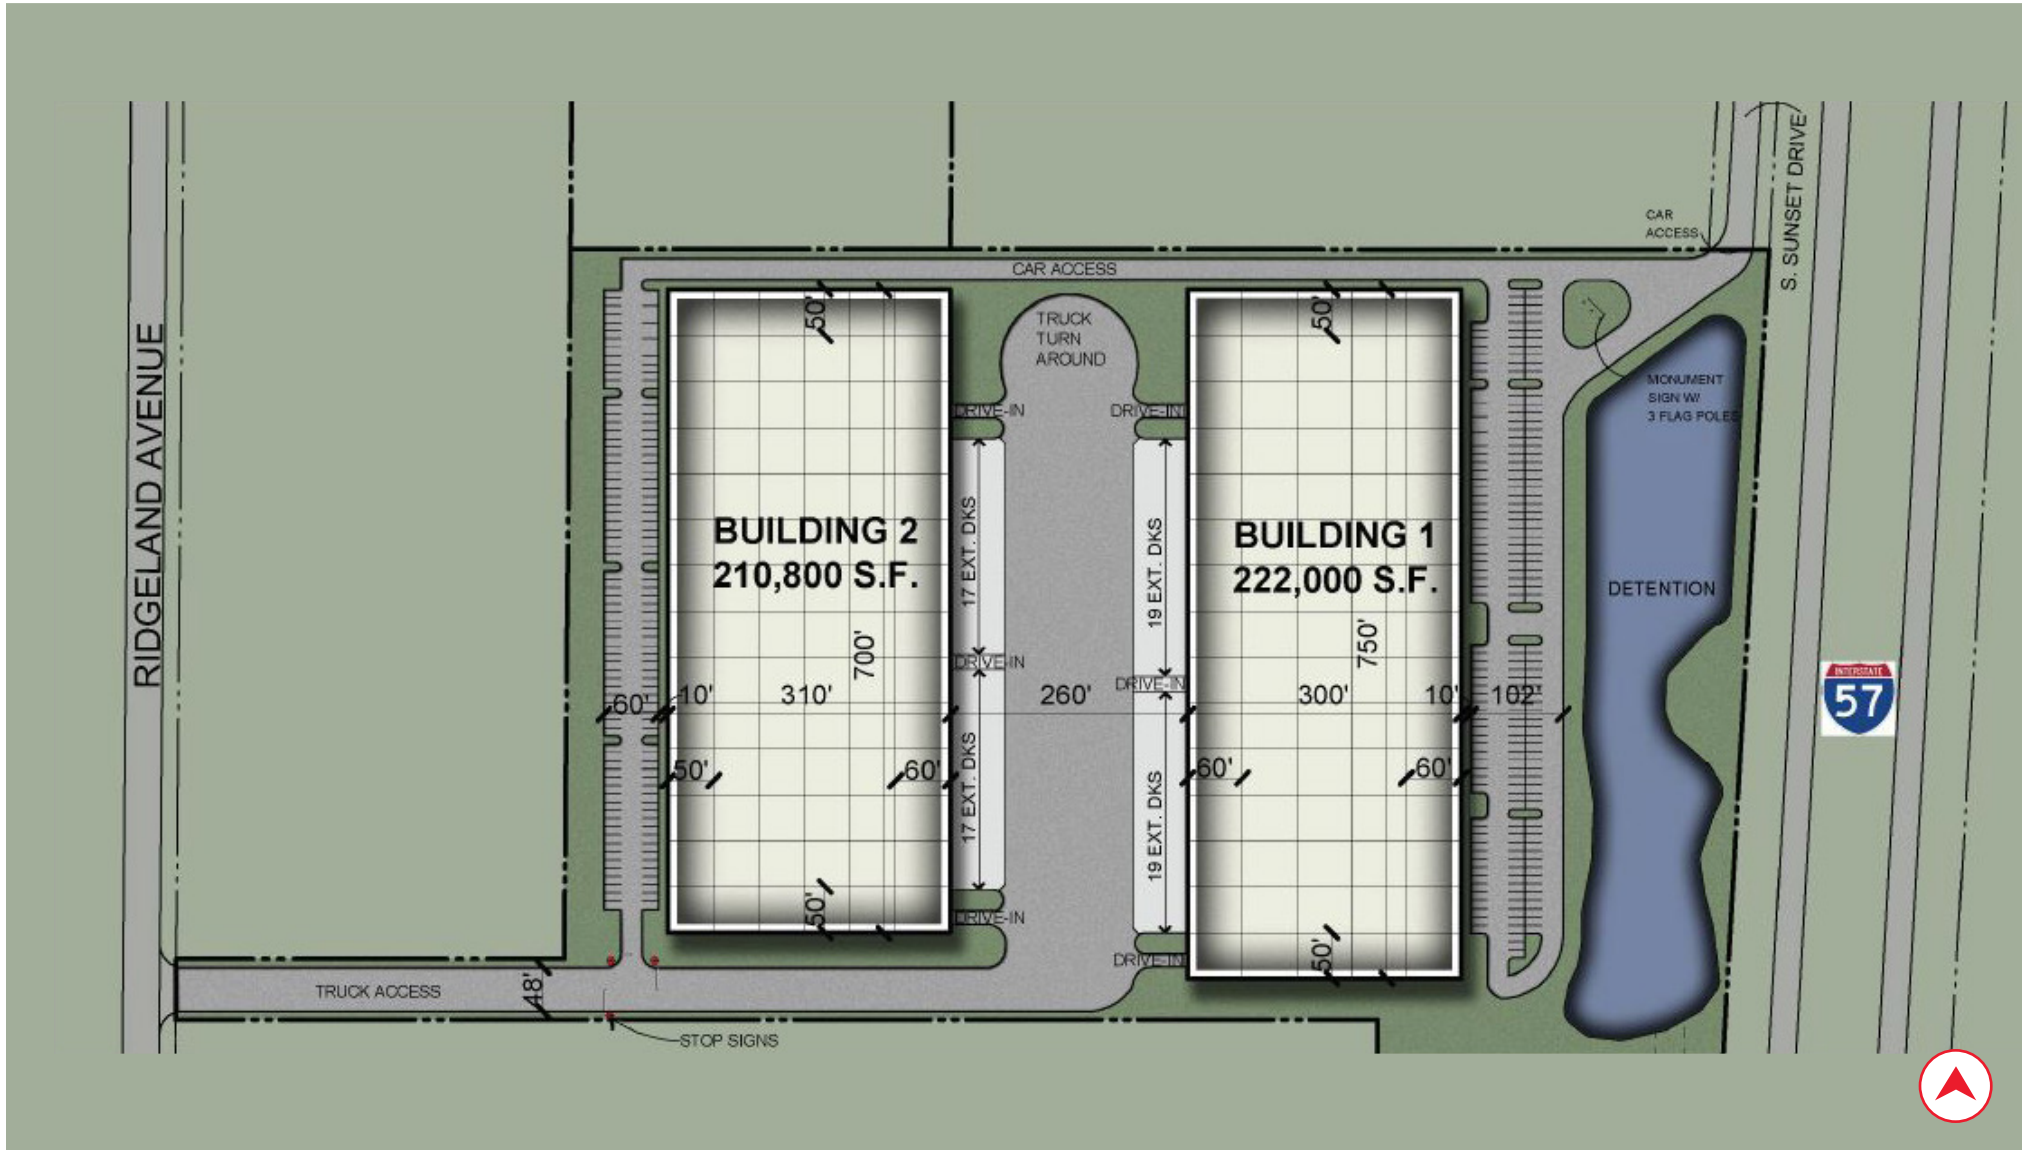 CAR
ACCESS
S. SUNSET DRIVE
CAR ACCESS
50'
50'
TRUCK
TURN
AROUND
RIDGELAND AVENUE
MONUMENT
SIGN W/
3 FLAG POLES
DRIVE-IN
DRIVE-IN
BUILDING 2
210,800 S.F.
17 EXT. DKS
19 EXT. DKS
BUILDING 1
222,000 S.F.
DETENTION
700'
750'
DRIVE-IN
DRIVE-IN
INTERSTATE
57
60'
10'
310'
260'
300'
10'
102'
50'
60'
60'
60'
17 EXT. DKS
19 EXT. DKS
50'
DRIVE-IN
50'
DRIVE-IN
TRUCK ACCESS
48'
STOP SIGNS